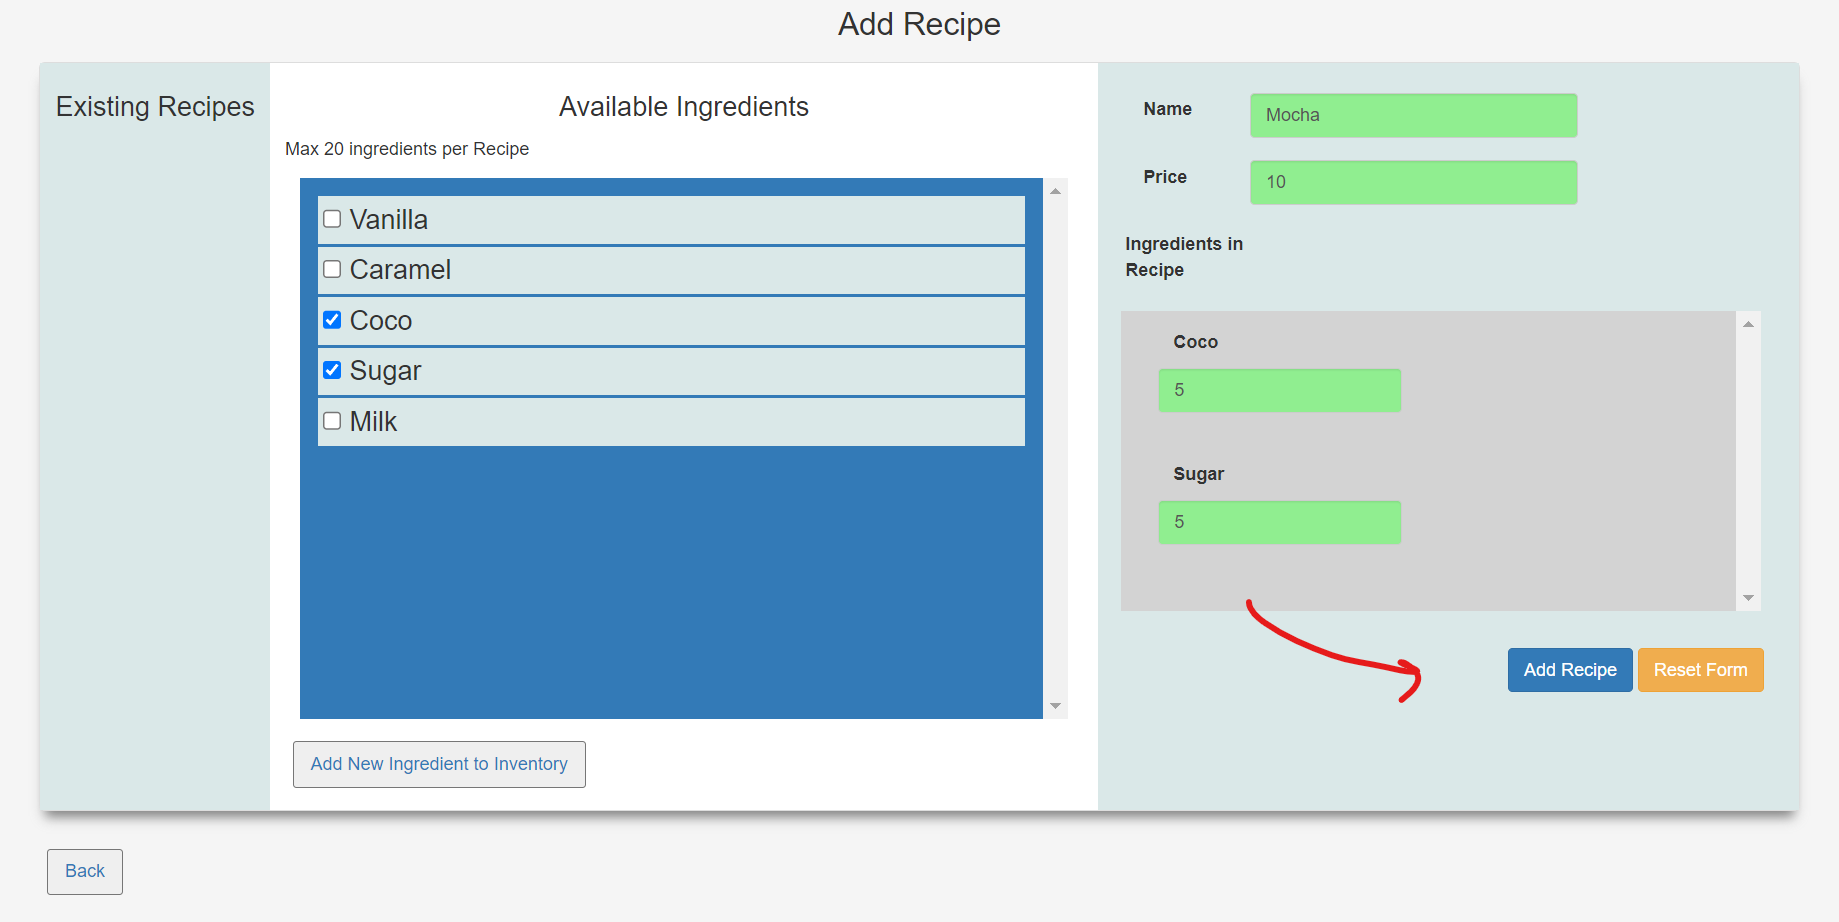 Add Recipe
Existing Recipes
Available Ingredients
Max 20 ingredients per Recipe
Vanilla
Caramel
Coco
Sugar
Milk
Add New Ingredient to Inventory
Name
Mocha
Price
10
Ingredients in
Recipe
Coco
5
Sugar
5
Add Recipe
Reset Form
Back